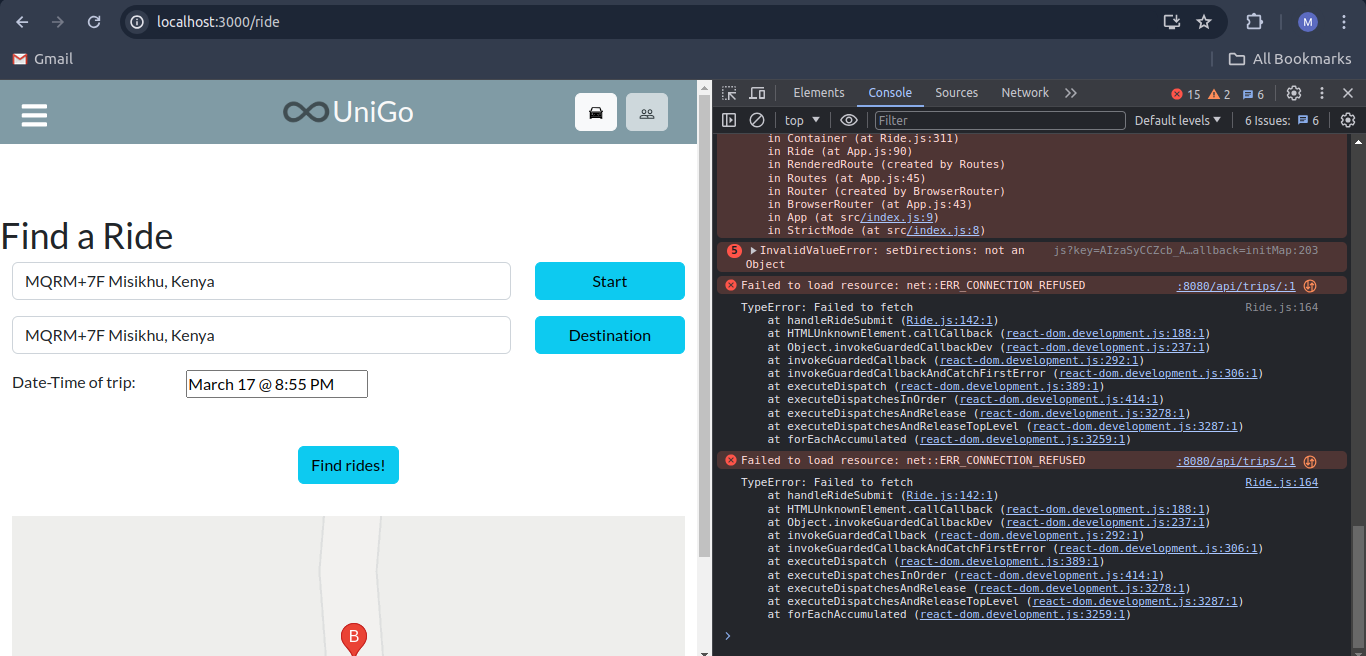 localhost:3000/ride
M
Gmail
All Bookmarks
UniGo
Find a Ride
MQRM+7F Misikhu, Kenya
Start
MQRM+7F Misikhu, Kenya
Destination
Date-Time of trip:
March 17 @ 8:55 PM
Find rides!
B
Elements
Console
Sources
Network
15
2
6
top
Filter
Default levels
6 Issues:
6
in Container (at Ride.js:311)
in Ride (at App.js:90)
in RenderedRoute (created by Routes)
in Routes (at App.js:45)
in Router (created by BrowserRouter)
in BrowserRouter (at App.js:43)
in App (at src/index.js:9)
in StrictMode (at src/index.js:8)
5 InvalidValueError: setDirections: not an js?key=AIzaSyCCZcb_A…allback=initMap:203
Object
Failed to load resource: net::ERR_CONNECTION_REFUSED :8080/api/trips/:1
TypeError: Failed to fetch Ride.js:164
at handleRideSubmit (Ride.js:142:1)
at HTMLUnknownElement.callCallback (react-dom.development.js:188:1)
at Object.invokeGuardedCallbackDev (react-dom.development.js:237:1)
at invokeGuardedCallback (react-dom.development.js:292:1)
at invokeGuardedCallbackAndCatchFirstError (react-dom.development.js:306:1)
at executeDispatch (react-dom.development.js:389:1)
at executeDispatchesInOrder (react-dom.development.js:414:1)
at executeDispatchesAndRelease (react-dom.development.js:3278:1)
at executeDispatchesAndReleaseTopLevel (react-dom.development.js:3287:1)
at forEachAccumulated (react-dom.development.js:3259:1)
Failed to load resource: net::ERR_CONNECTION_REFUSED :8080/api/trips/:1
TypeError: Failed to fetch Ride.js:164
at handleRideSubmit (Ride.js:142:1)
at HTMLUnknownElement.callCallback (react-dom.development.js:188:1)
at Object.invokeGuardedCallbackDev (react-dom.development.js:237:1)
at invokeGuardedCallback (react-dom.development.js:292:1)
at invokeGuardedCallbackAndCatchFirstError (react-dom.development.js:306:1)
at executeDispatch (react-dom.development.js:389:1)
at executeDispatchesInOrder (react-dom.development.js:414:1)
at executeDispatchesAndRelease (react-dom.development.js:3278:1)
at executeDispatchesAndReleaseTopLevel (react-dom.development.js:3287:1)
at forEachAccumulated (react-dom.development.js:3259:1)